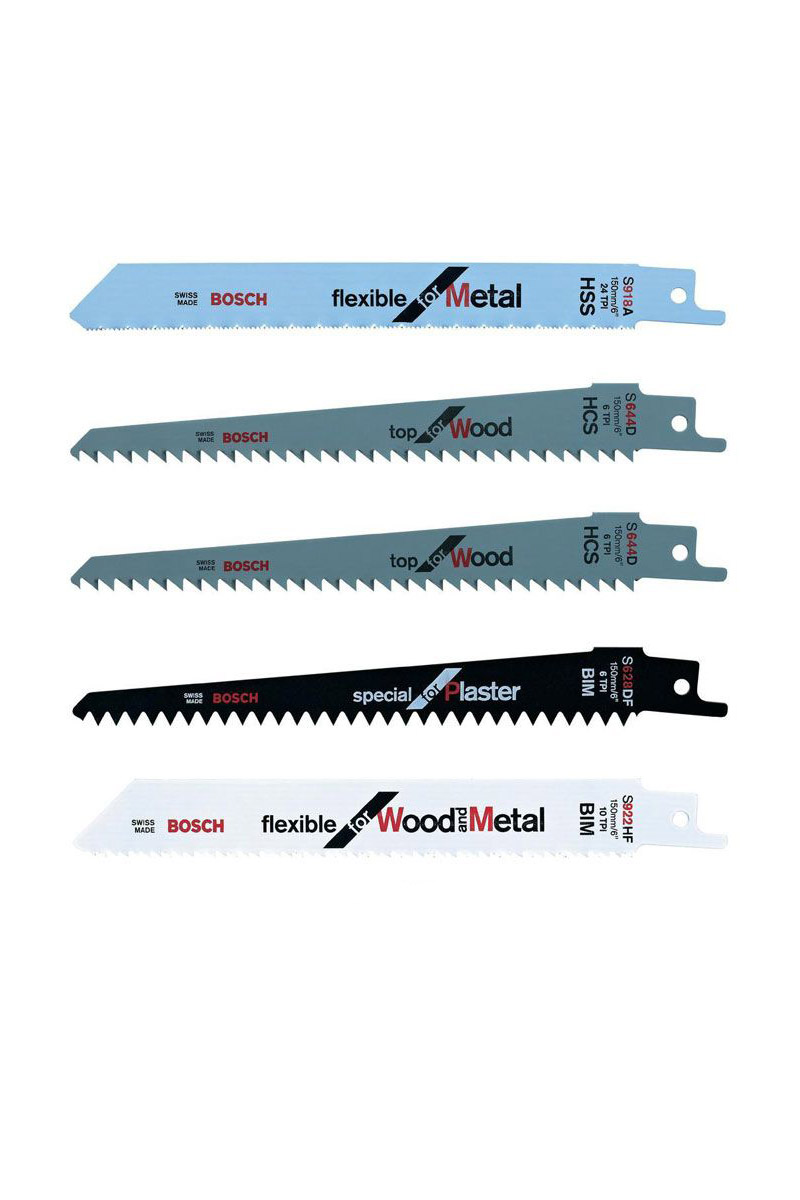 SWISS
MADE
BOSCH
flexible for Metal
S918A
150mm/6"
24 TPI
HSS
SWISS
MADE
BOSCH
top for Wood
S644D
150mm/6"
6 TPI
HCS
SWISS
MADE
BOSCH
top for Wood
S644D
150mm/6"
6 TPI
HCS
SWISS
MADE
BOSCH
special for Plaster
S628DF
150mm/6"
6 TPI
BIM
SWISS
MADE
BOSCH
flexible for Wood and Metal
S922HF
150mm/6"
10 TPI
BIM